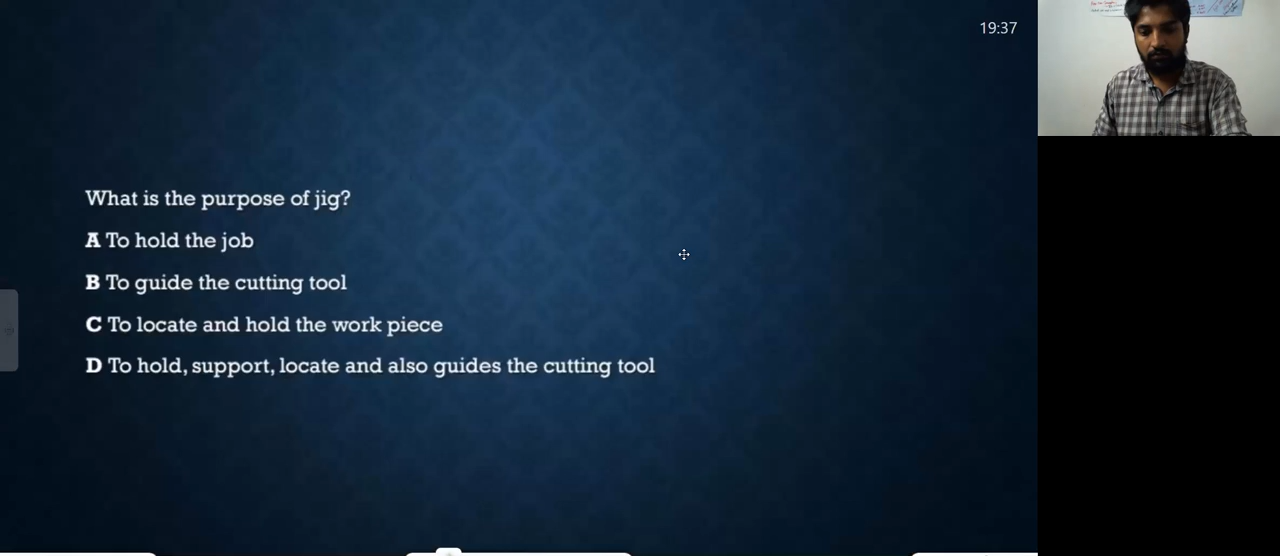 19:37
What is the purpose of jig?
A To hold the job
B To guide the cutting tool
C To locate and hold the work piece
D To hold, support, locate and also guides the cutting tool